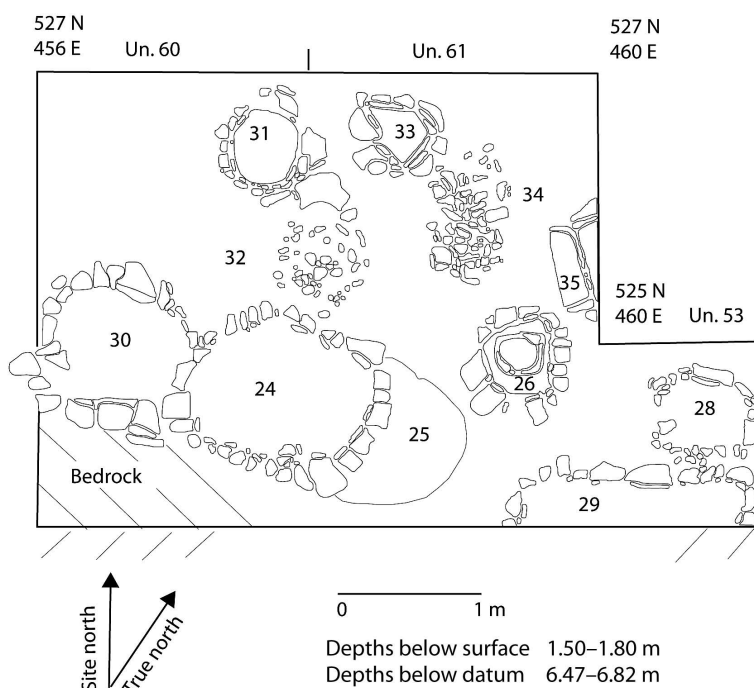 527 N
456 E
Un. 60
Un. 61
527 N
460 E
31
33
34
32
35
525 N
460 E
Un. 53
30
24
26
28
25
Bedrock
29
Site north
True north
0
1 m
Depths below surface 1.50–1.80 m
Depths below datum 6.47–6.82 m